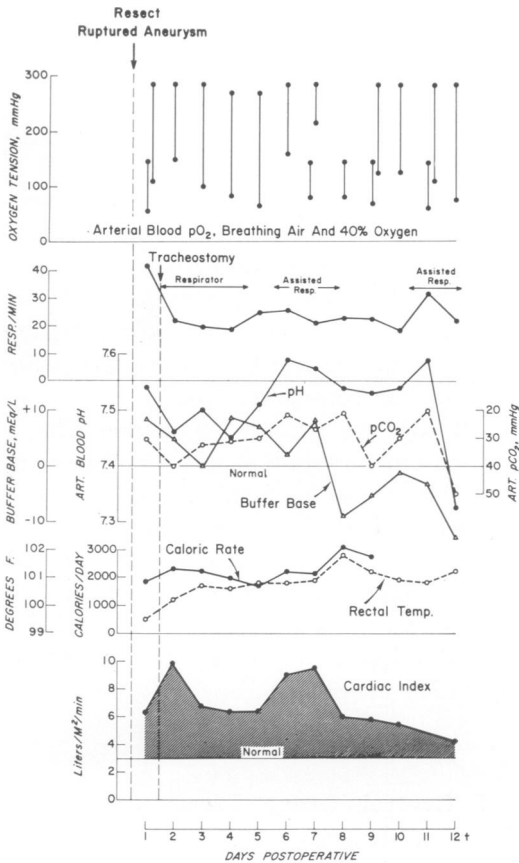 Resect
Ruptured Aneurysm
OXYGEN TENSION, mmHg
300
200
100
0
Arterial Blood pO2, Breathing Air And 40% Oxygen
Tracheostomy
Respirator
Assisted
Resp.
Assisted
Resp.
RESP./MIN
40
30
20
10
0
BUFFER BASE, mEq/L
+10
0
-10
ART. BLOOD pH
7.6
7.5
7.4
7.3
pH
pCO2
Normal
Buffer Base
20
30
40
50
ART. pCO2, mmHg
DEGREES F.
102
101
100
99
CALORIES/DAY
3000
2000
1000
0
Caloric Rate
Rectal Temp.
Liters/M2/min
10
8
6
4
2
0
Cardiac Index
Normal
1 2 3 4 5 6 7 8 9 10 11 12 †
DAYS POSTOPERATIVE